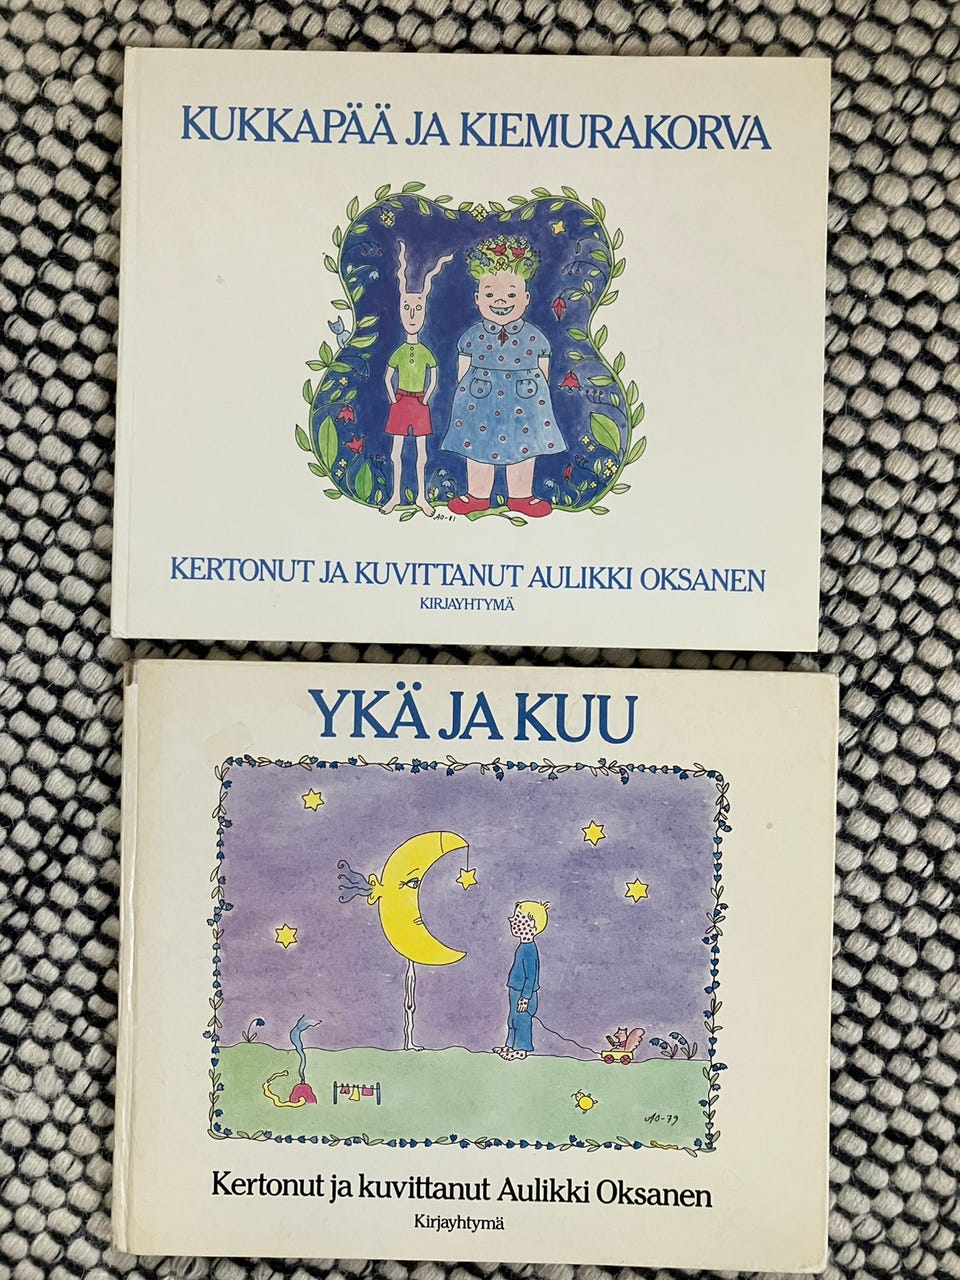 KUKKAPÄÄ JA KIEMURAKORVA
AO-81
KERTONUT JA KUVITTANUT AULIKKI OKSANEN
KIRJAYHTYMÄ
YKÄ JA KUU
AO-79
Kertonut ja kuvittanut Aulikki Oksanen
Kirjayhtymä